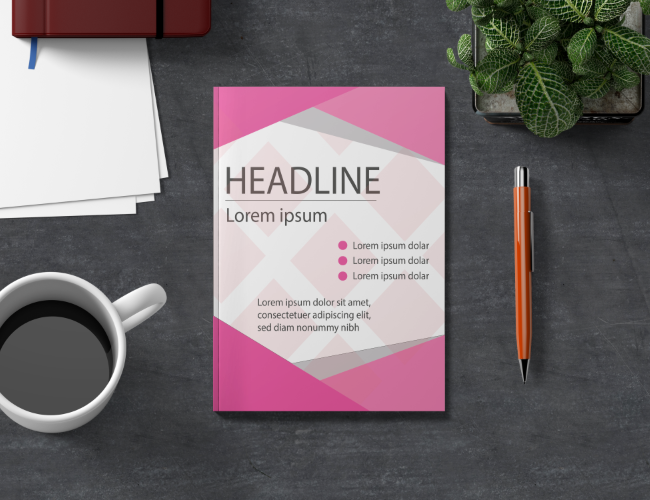 HEADLINE
Lorem ipsum
Lorem ipsum dolar
Lorem ipsum dolar
Lorem ipsum dolar
Lorem ipsum dolor sit amet,
consectetuer adipiscing elit,
sed diam nonummy nibh